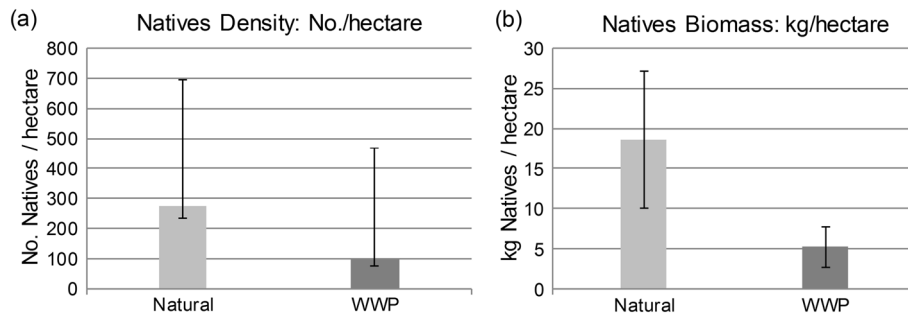 (a) Natives Density: No./hectare
No. Natives / hectare
800
700
600
500
400
300
200
100
0
Natural WWP
(b) Natives Biomass: kg/hectare
kg Natives / hectare
30
25
20
15
10
5
0
Natural WWP